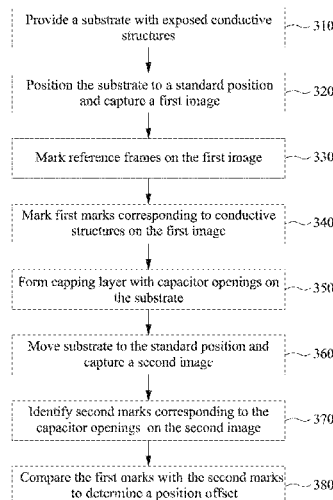 Provide a substrate with exposed conductive
structures
310
Position the substrate to a standard position
and capture a first image
320
Mark reference frames on the first image
330
Mark first marks corresponding to conductive
structures on the first image
340
Form capping layer with capacitor openings on
the substrate
350
Move substrate to the standard position and
capture a second image
360
Identify second marks corresponding to the
capacitor openings on the second image
370
Compare the first marks with the second marks
to determine a position offset
380